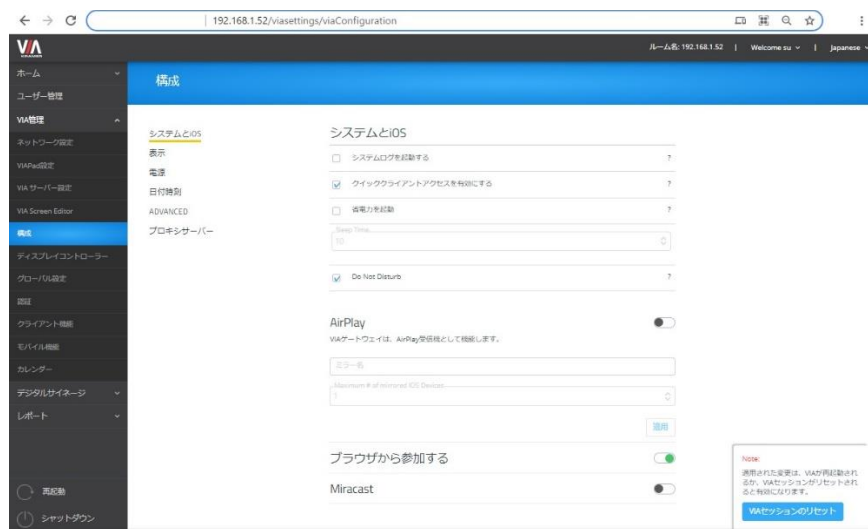 192.168.1.52/viasettings/viaConfiguration
VIA
ルーム名: 192.168.1.52 | Welcome su | Japanese
ホーム
ユーザー管理
VIA管理
ネットワーク設定
VIAPad設定
VIA サーバー設定
VIA Screen Editor
構成
ディスプレイコントローラー
グローバル設定
認証
クライアント機能
モバイル機能
カレンダー
デジタルサイネージ
レポート
再起動
シャットダウン
構成
システムとiOS
表示
電源
日付時刻
ADVANCED
プロキシサーバー
システムとiOS
システムログを起動する ?
クイッククライアントアクセスを有効にする ?
省電力を起動 ?
Sleep Time
10
Do Not Disturb ?
AirPlay
VIAゲートウェイは、AirPlay受信機として機能します。
ミラー名
Maximum # of mirrored iOS Devices
1
適用
ブラウザから参加する
Miracast
Note:
適用された変更は、VIAが再起動され
るか、VIAセッションがリセットされ
ると有効になります。
VIAセッションのリセット